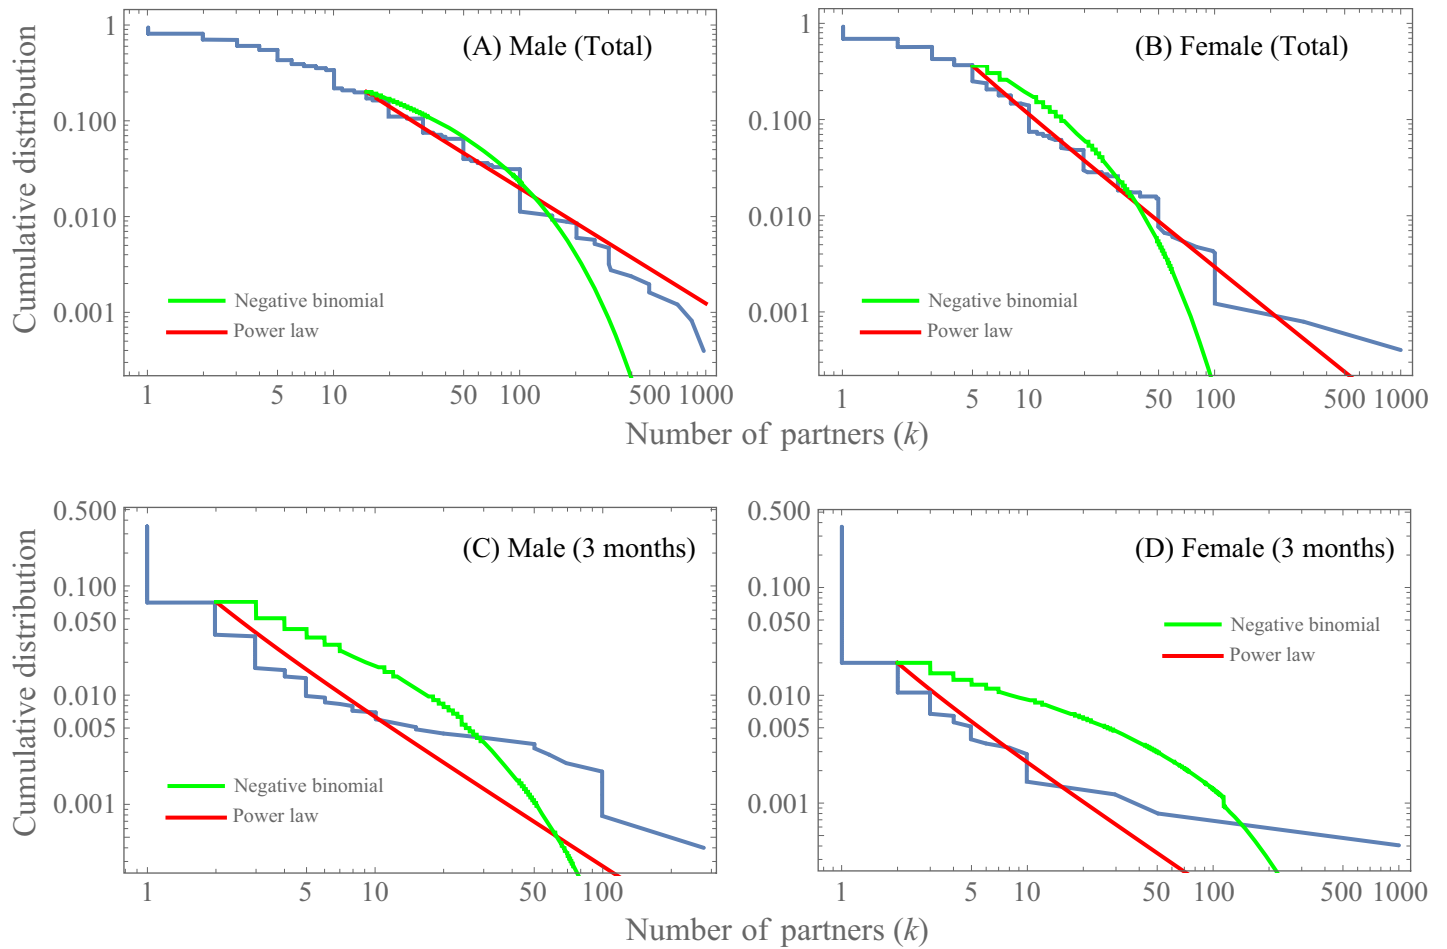 Cumulative distribution
1
0.100
0.010
0.001
(A) Male (Total)
Negative binomial
Power law
1 5 10 50 100 500 1000
1
0.100
0.010
0.001
(B) Female (Total)
Negative binomial
Power law
1 5 10 50 100 500 1000
Number of partners (k)
Cumulative distribution
0.500
0.100
0.050
0.010
0.005
0.001
(C) Male (3 months)
Negative binomial
Power law
1 5 10 50 100
0.500
0.100
0.050
0.010
0.005
0.001
(D) Female (3 months)
Negative binomial
Power law
1 5 10 50 100 500 1000
Number of partners (k)